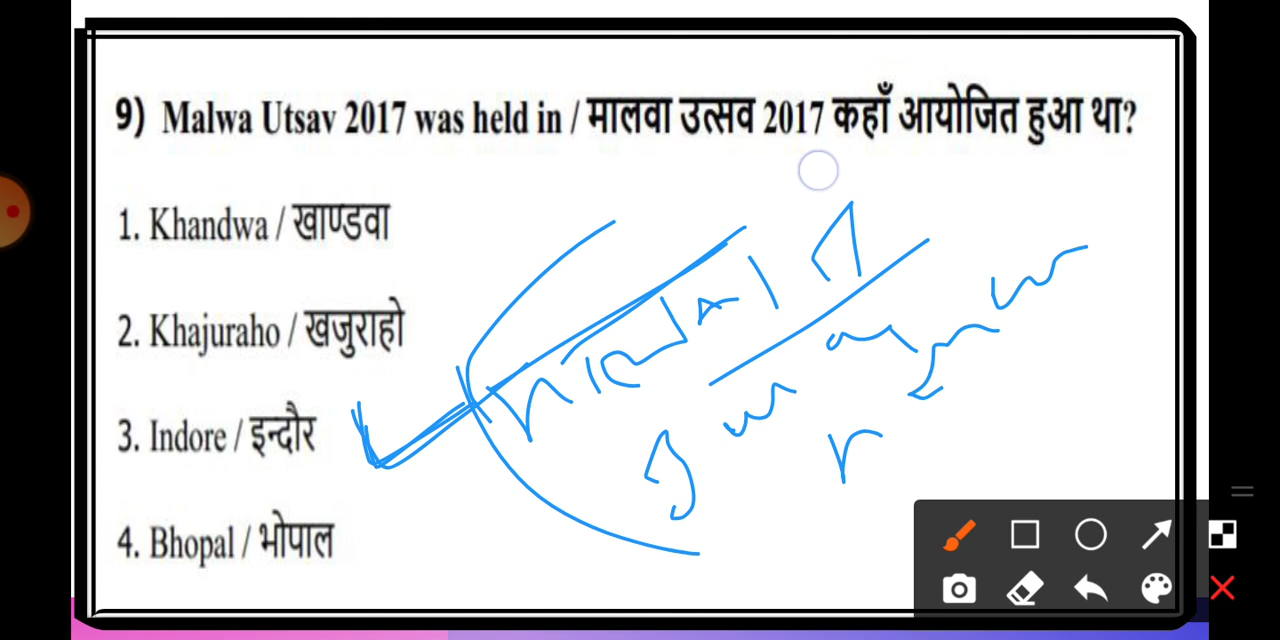 9) Malwa Utsav 2017 was held in / मालवा उत्सव 2017 कहाँ आयोजित हुआ था?
1. Khandwa / खाण्डवा
2. Khajuraho / खजुराहो
3. Indore / इन्दौर
4. Bhopal / भोपाल